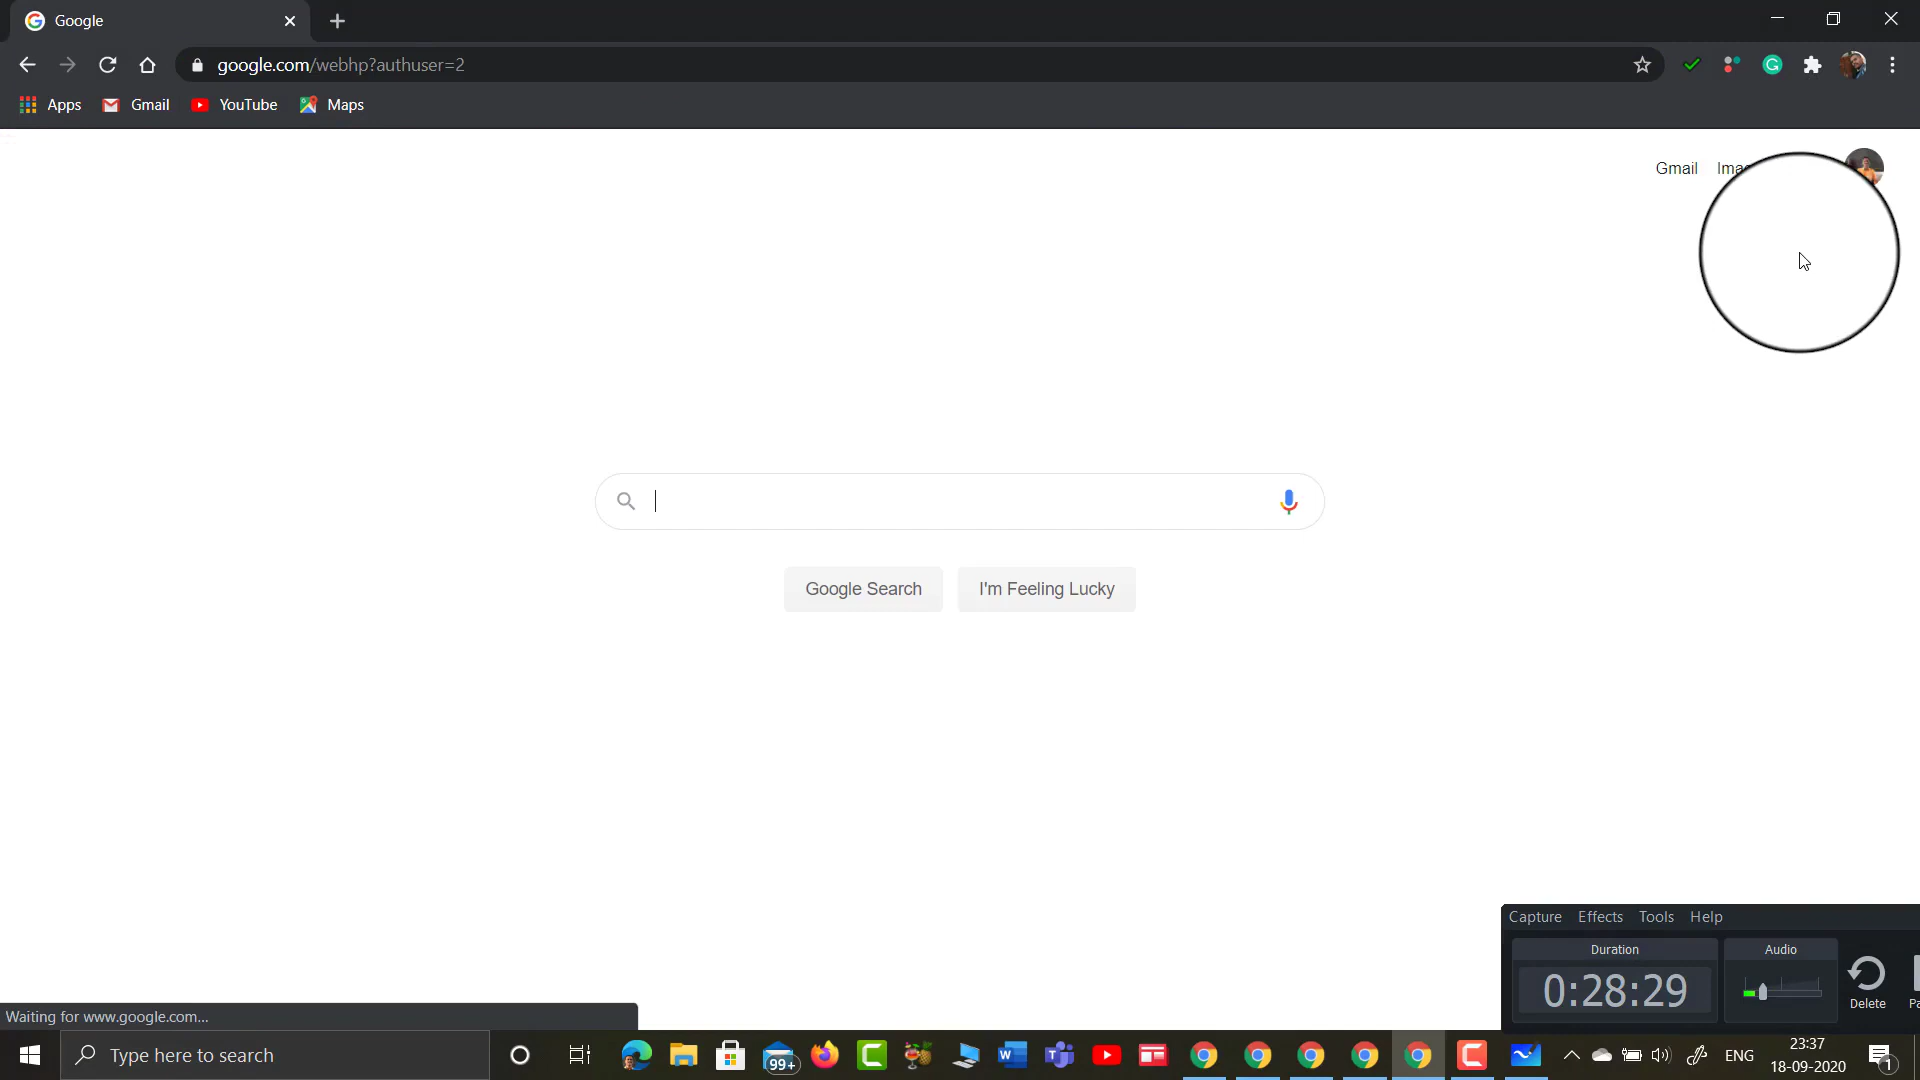 Google
google.com/webhp?authuser=2
Apps Gmail YouTube Maps
Gmail
Google Search I'm Feeling Lucky
Capture Effects Tools Help
Duration Audio
0:28:29
Delete
Waiting for www.google.com...
Type here to search
99+
ENG
23:37
18-09-2020
1